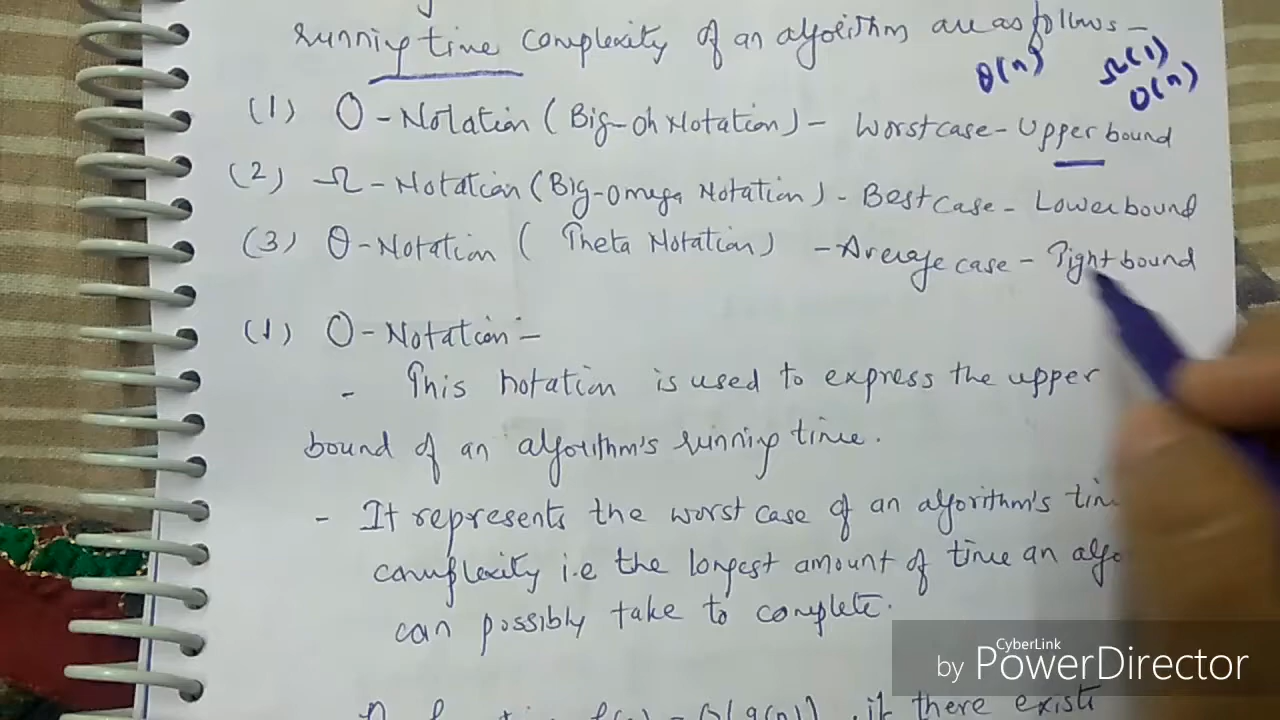 running time complexity of an algorithm are as follows -
θ(n) Ω(1)
O(n)
(1) O - Notation (Big-Oh Notation) - Worst case - Upper bound
(2) Ω - Notation (Big-Omega Notation) - Best case - Lower bound
(3) θ - Notation ( Theta Notation) - Average case - Tight bound
(1) O - Notation :-
- This notation is used to express the upper
bound of an algorithm's running time.
- It represents the worst case of an algorithm's
complexity i.e the longest amount of time an algo
can possibly take to complete.
if there exists
CyberLink
by PowerDirector